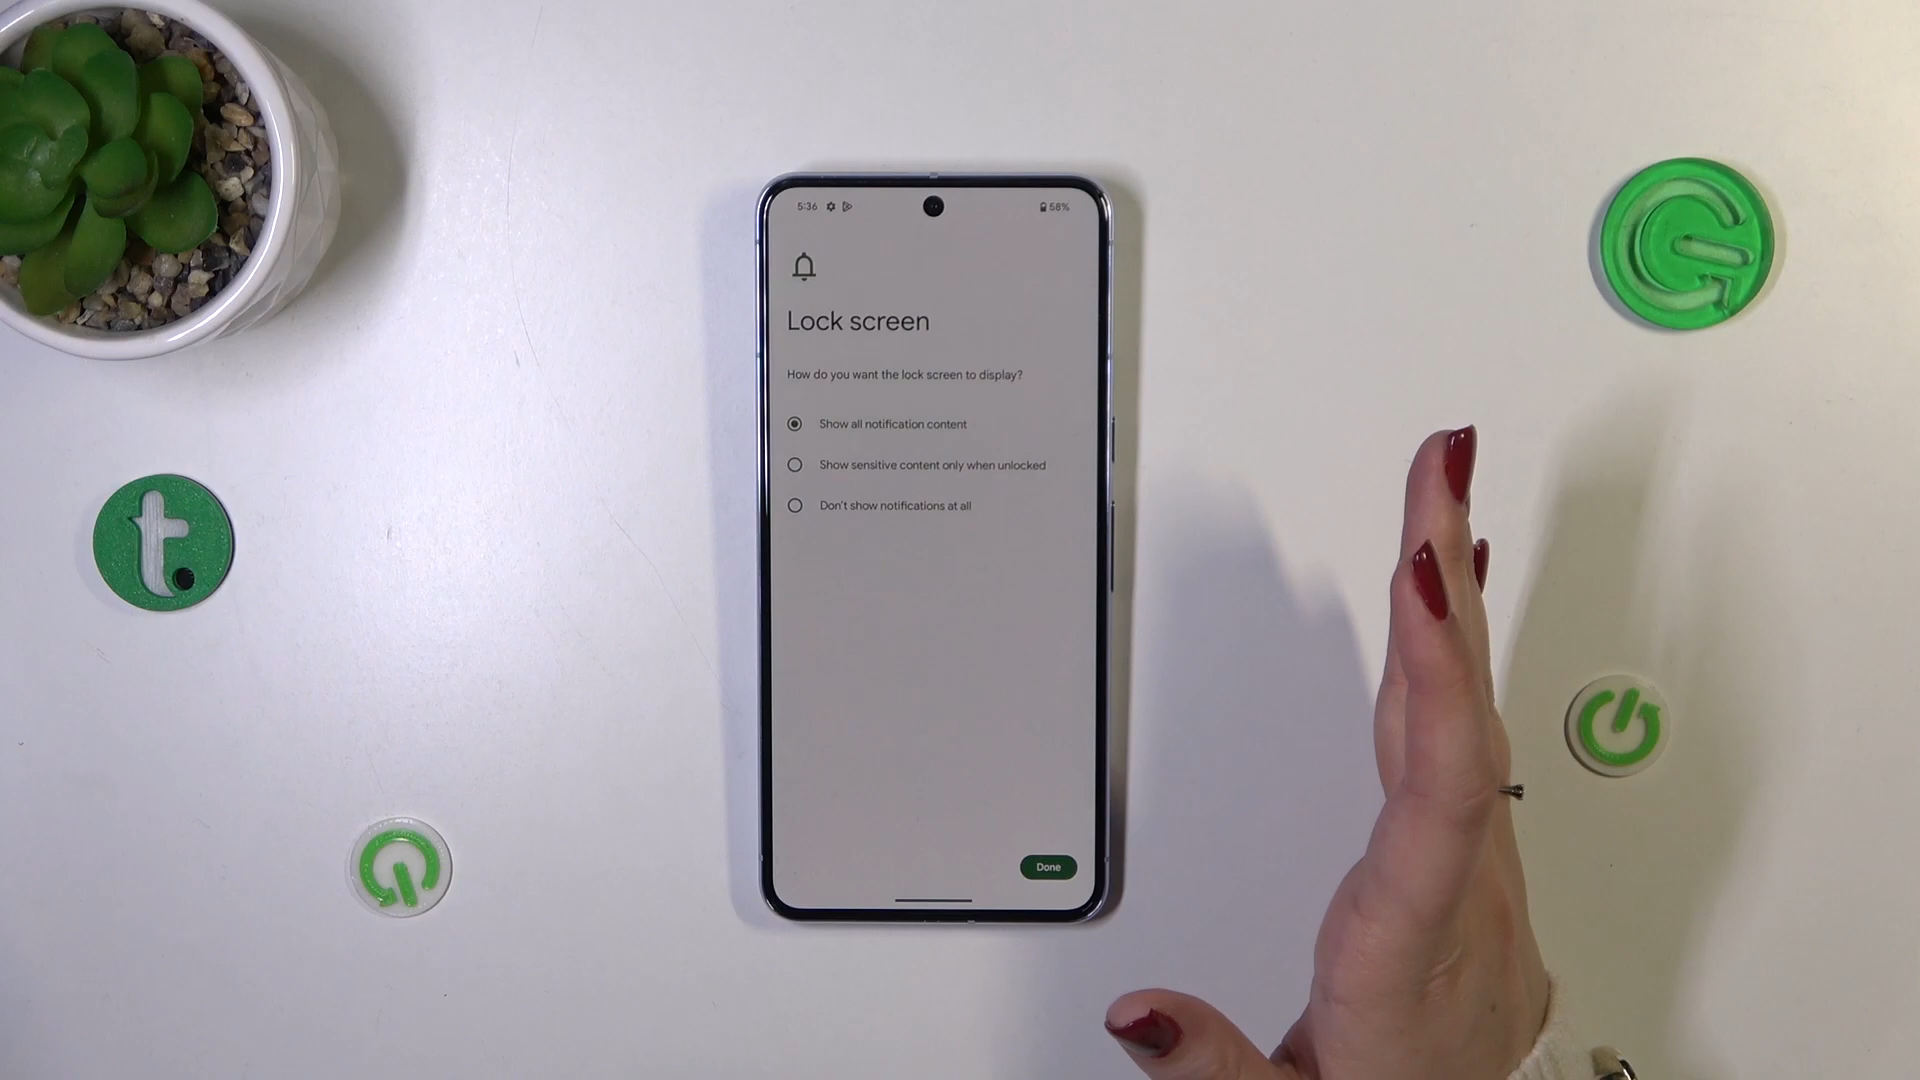 5:36
58%
Lock screen
How do you want the lock screen to display?
Show all notification content
Show sensitive content only when unlocked
Don't show notifications at all
Done
t.